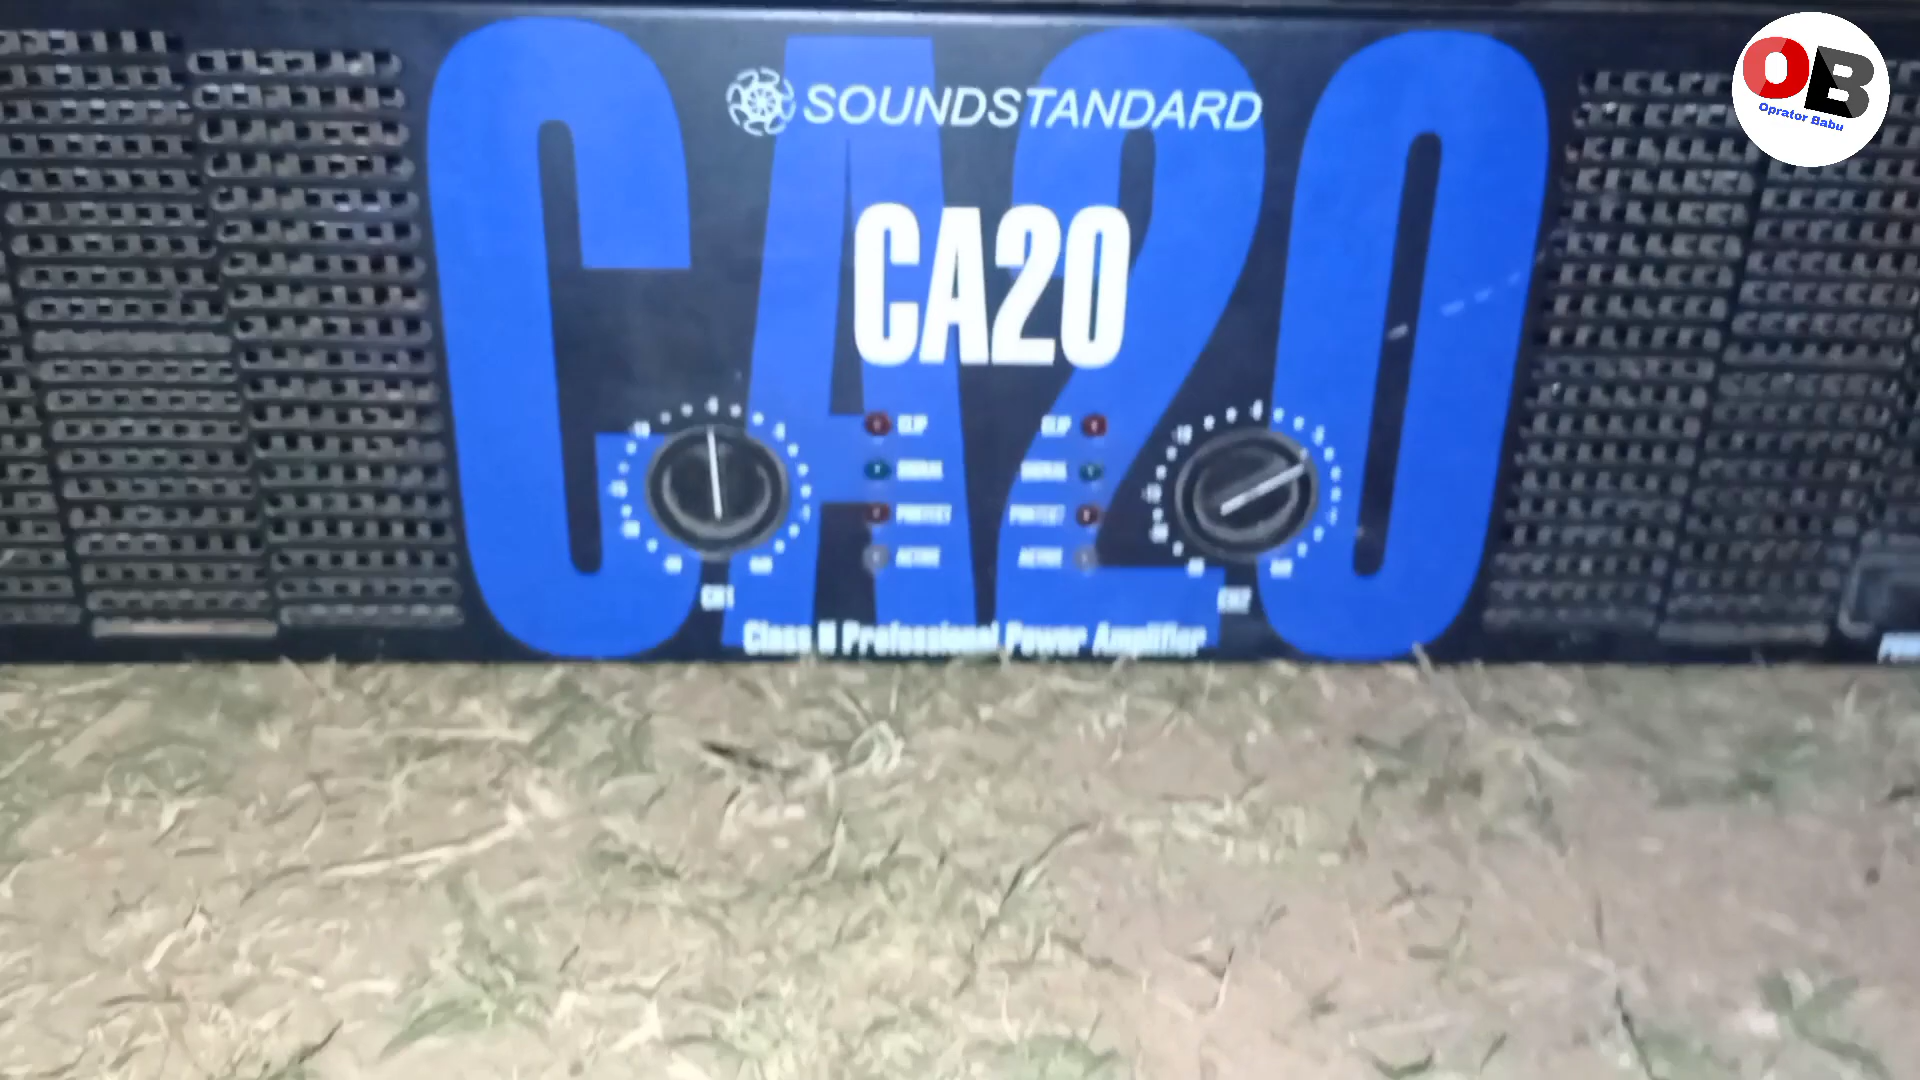 CA20
SOUNDSTANDARD
CA20
CLIP CLIP
SIGNAL SIGNAL
PROTECT PROTECT
ACTIVE ACTIVE
CH1 CH2
Class H Professional Power Amplifier
OB
Oprator Babu